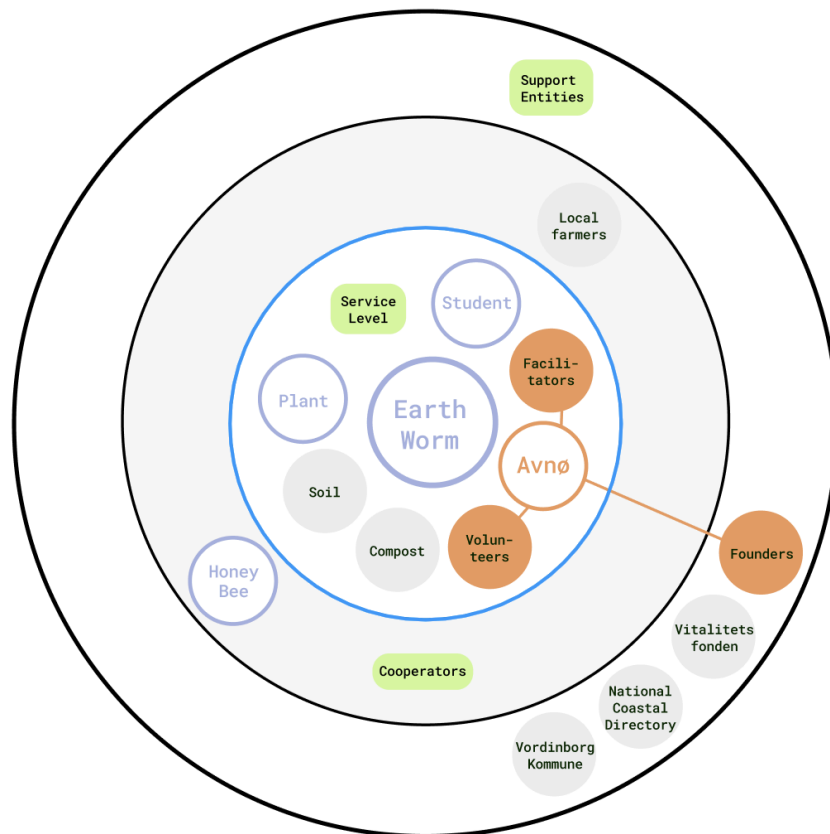 Support
Entities
Local
farmers
Service
Level
Student
Facili-
tators
Plant
Earth
Worm
Avnø
Soil
Compost
Volun-
teers
Honey
Bee
Founders
Vitalitets
fonden
Cooperators
National
Coastal
Directory
Vordinborg
Kommune